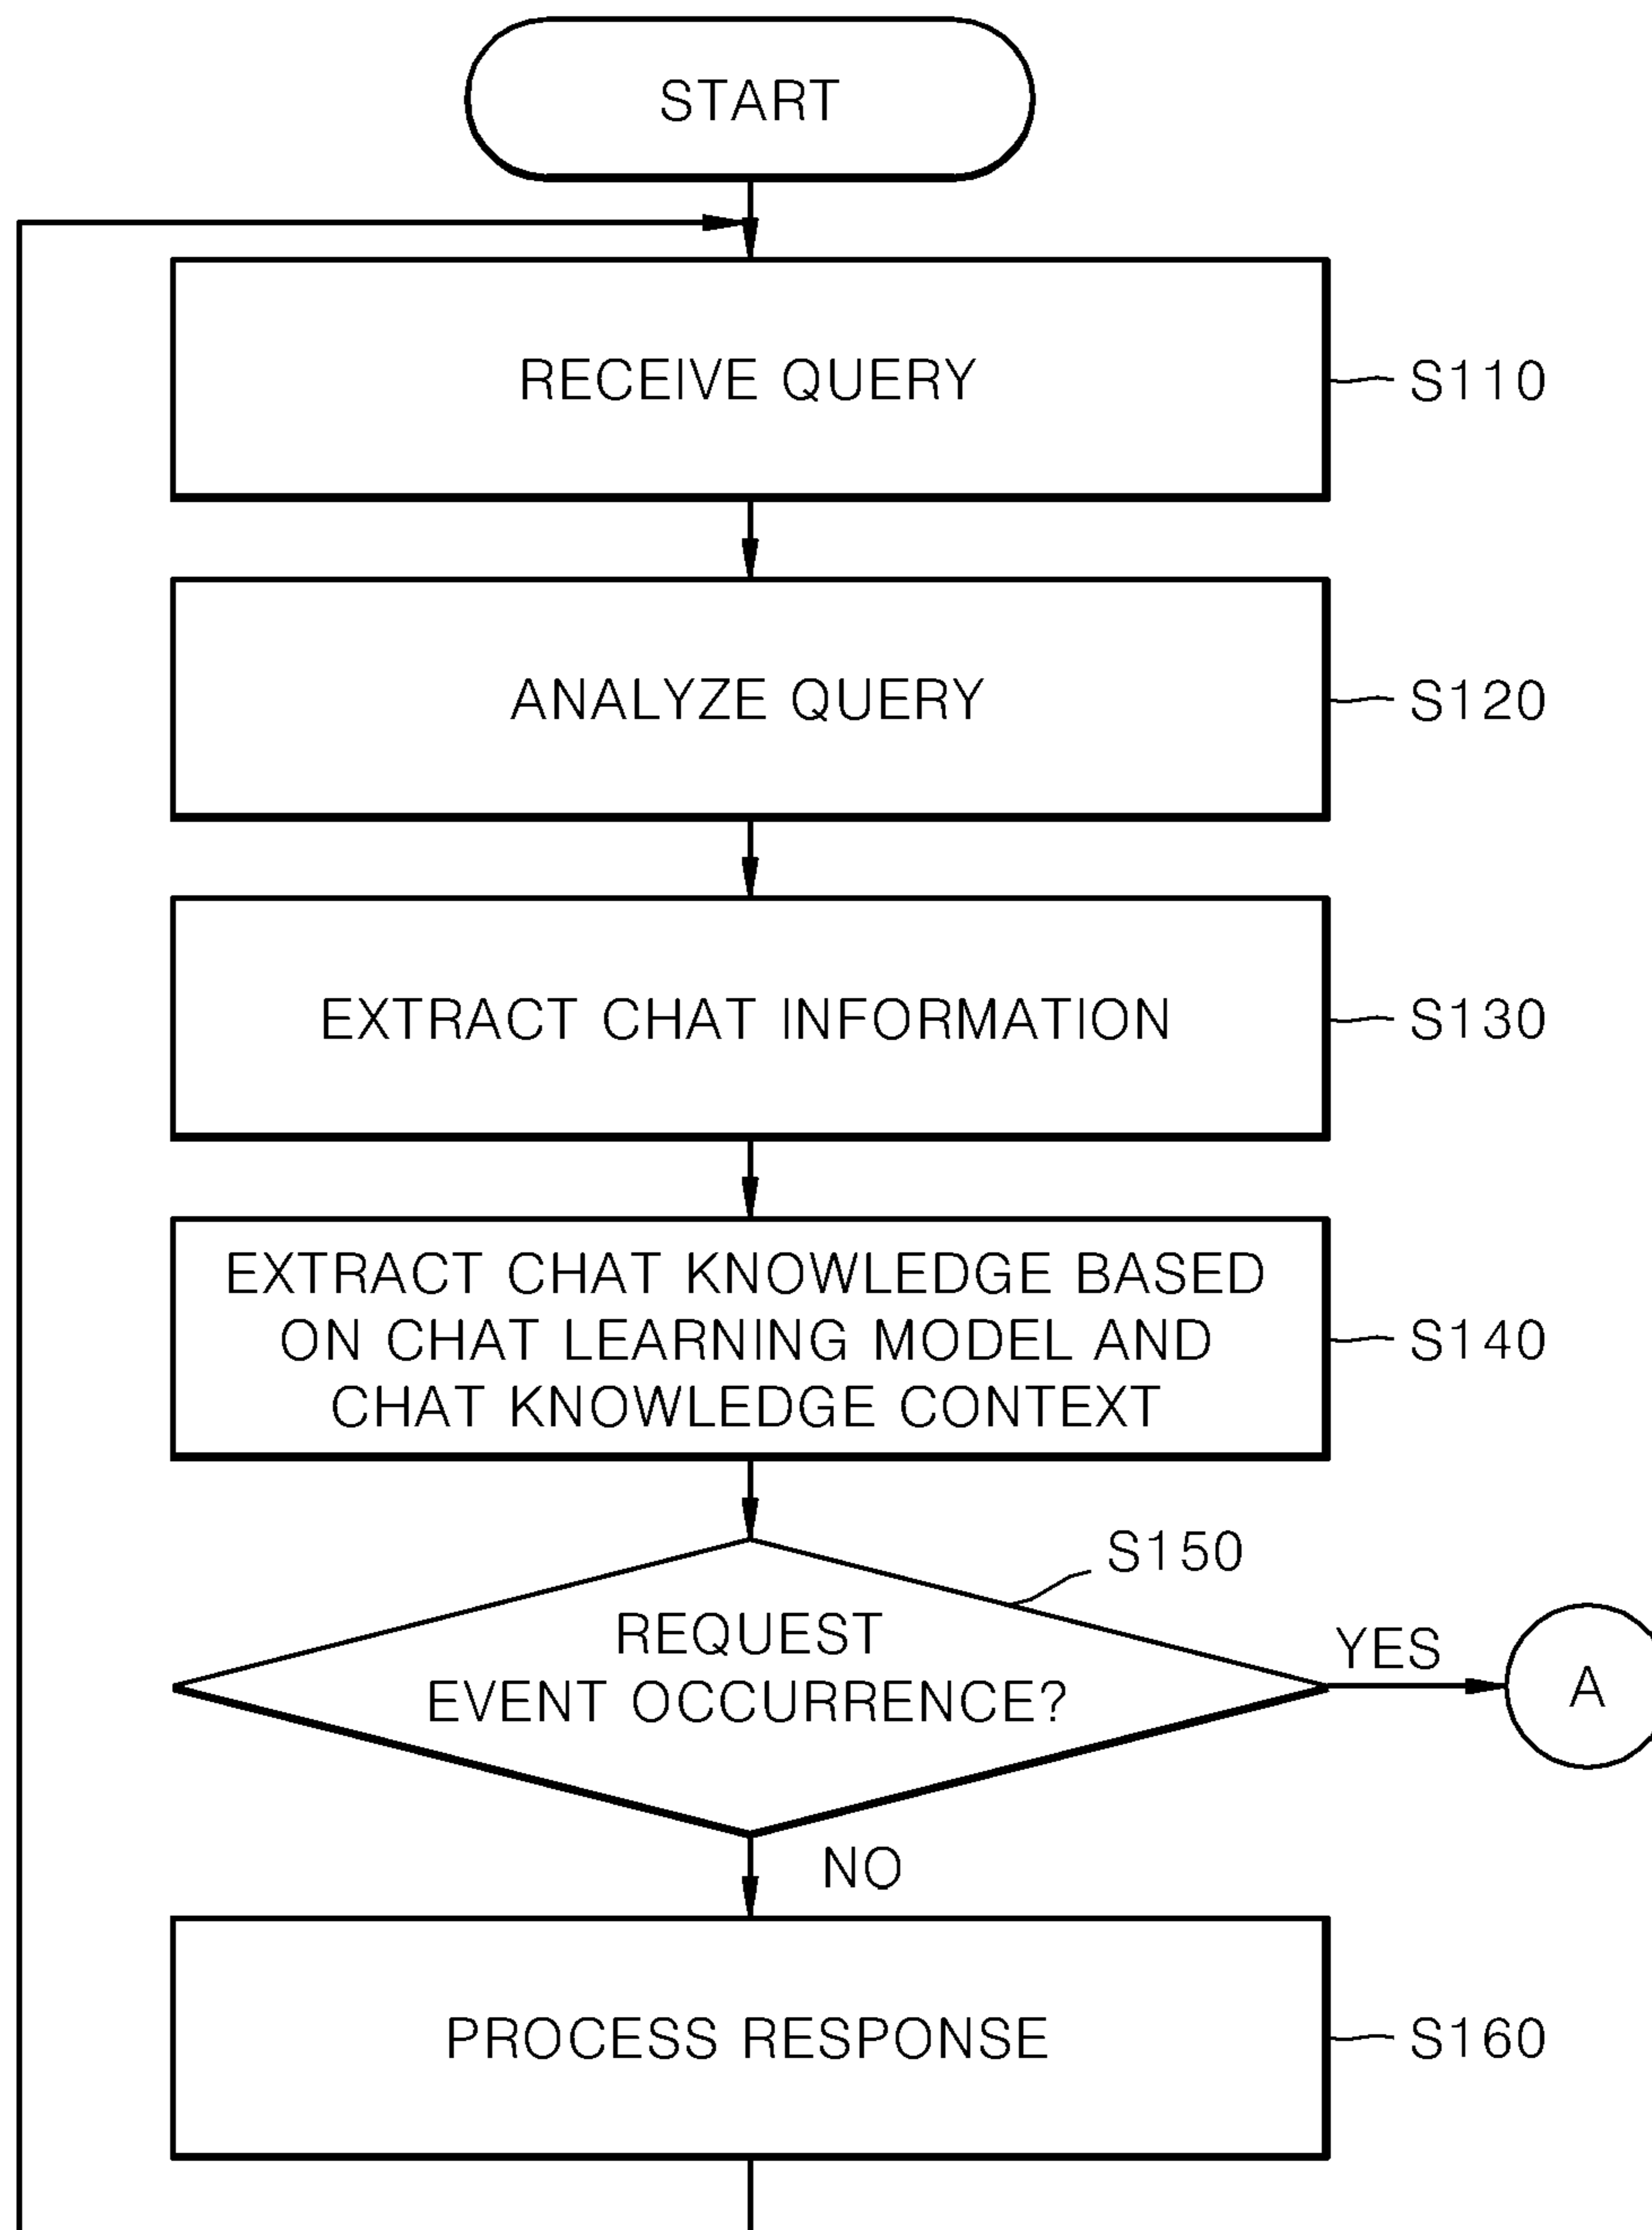 START
RECEIVE QUERY
S110
ANALYZE QUERY
S120
EXTRACT CHAT INFORMATION
S130
EXTRACT CHAT KNOWLEDGE BASED
ON CHAT LEARNING MODEL AND
CHAT KNOWLEDGE CONTEXT
S140
S150
REQUEST
EVENT OCCURRENCE?
YES
A
NO
PROCESS RESPONSE
S160